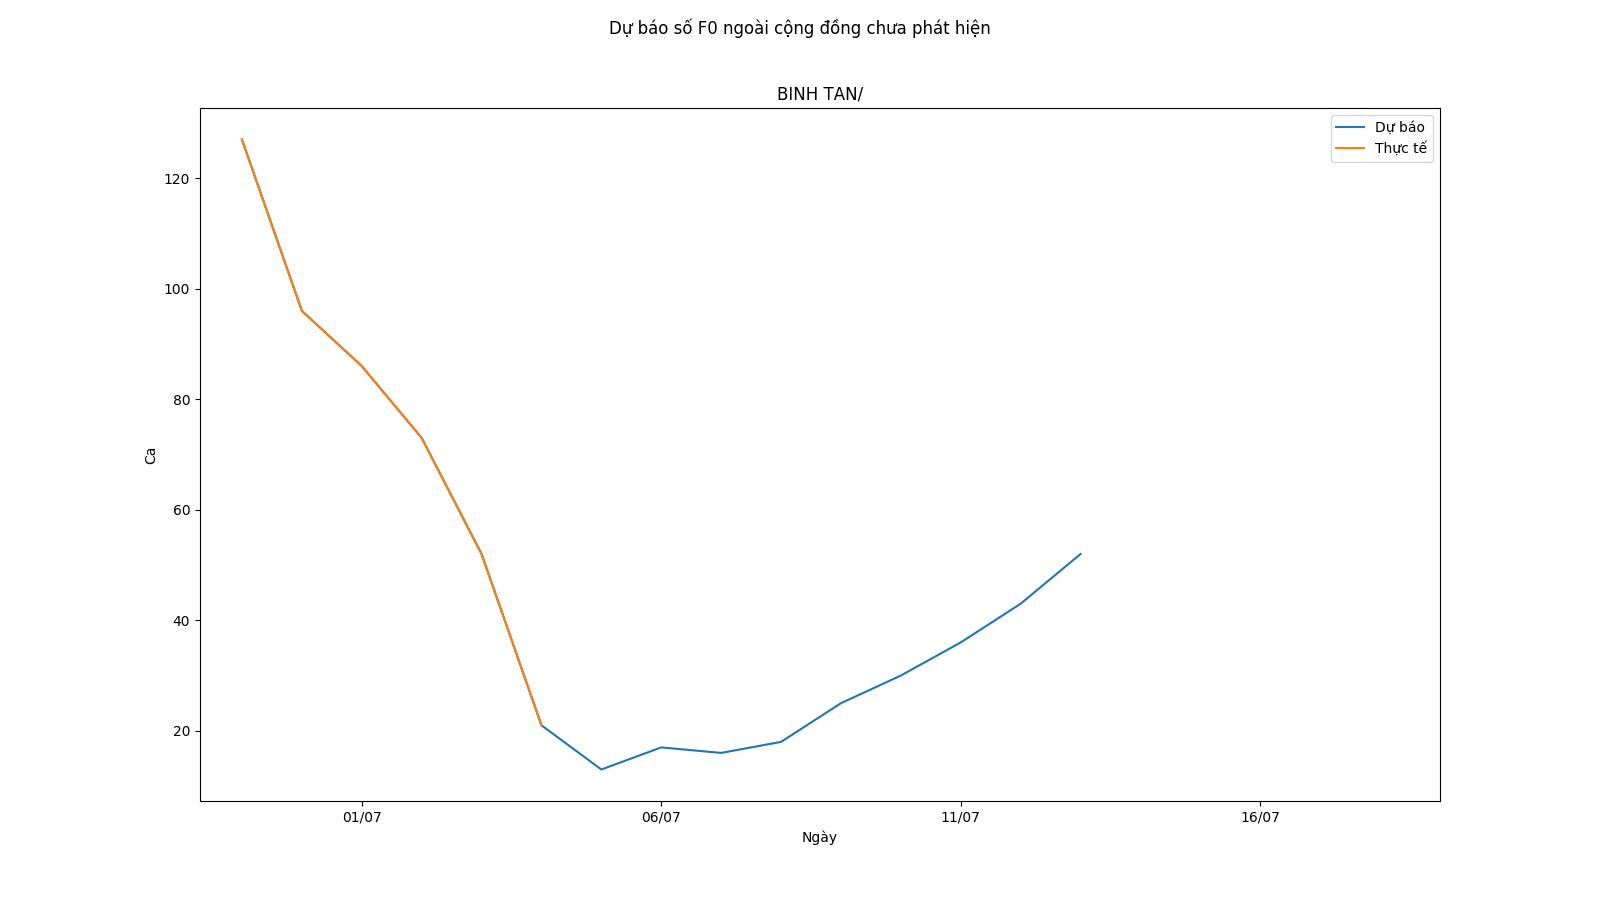 Dự báo số F0 ngoài cộng đồng chưa phát hiện
BINH TAN/
Dự báo
Thực tế
120
100
80
60
40
20
Ca
01/07
06/07
11/07
16/07
Ngày